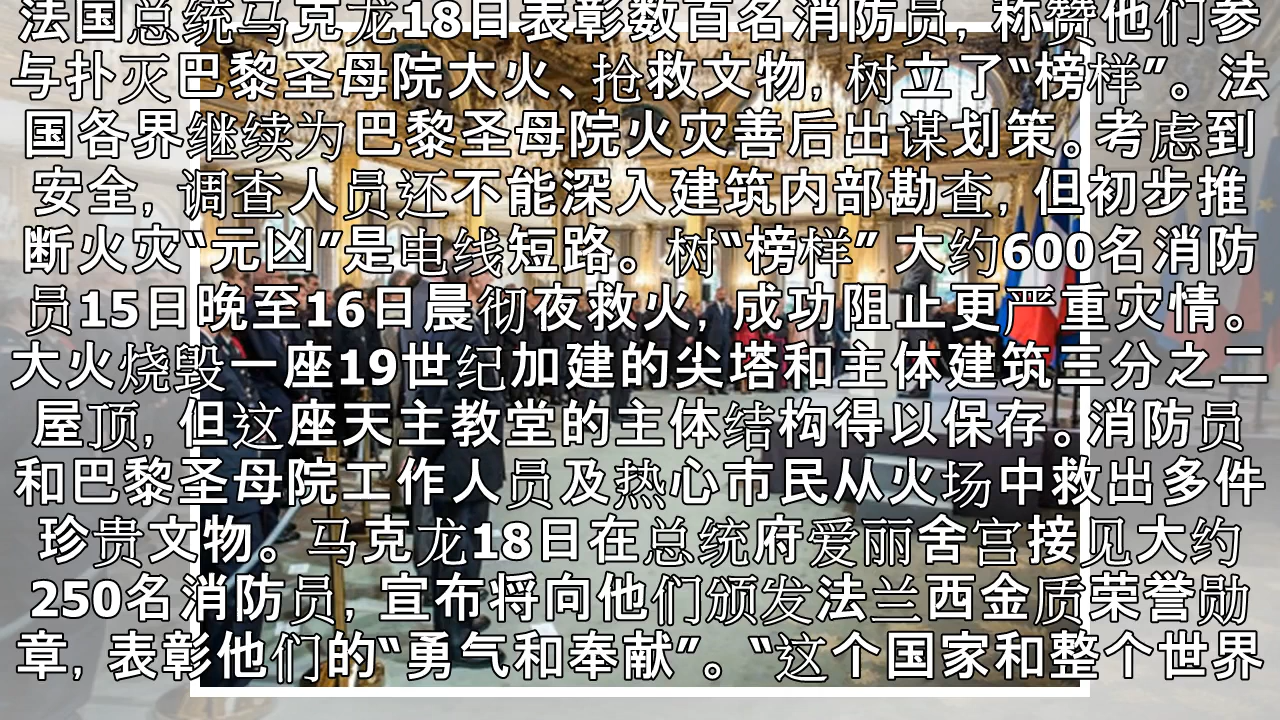 法国总统马克龙18日表彰数百名消防员，称赞他们参
与扑灭巴黎圣母院大火、抢救文物，树立了“榜样”。法
国各界继续为巴黎圣母院火灾善后出谋划策。考虑到
安全，调查人员还不能深入建筑内部勘查，但初步推
断火灾“元凶”是电线短路。树“榜样” 大约600名消防
员15日晚至16日晨彻夜救火，成功阻止更严重灾情。
大火烧毁一座19世纪加建的尖塔和主体建筑三分之二
屋顶，但这座天主教堂的主体结构得以保存。消防员
和巴黎圣母院工作人员及热心市民从火场中救出多件
珍贵文物。马克龙18日在总统府爱丽舍宫接见大约
250名消防员，宣布将向他们颁发法兰西金质荣誉勋
章，表彰他们的“勇气和奉献”。“这个国家和整个世界